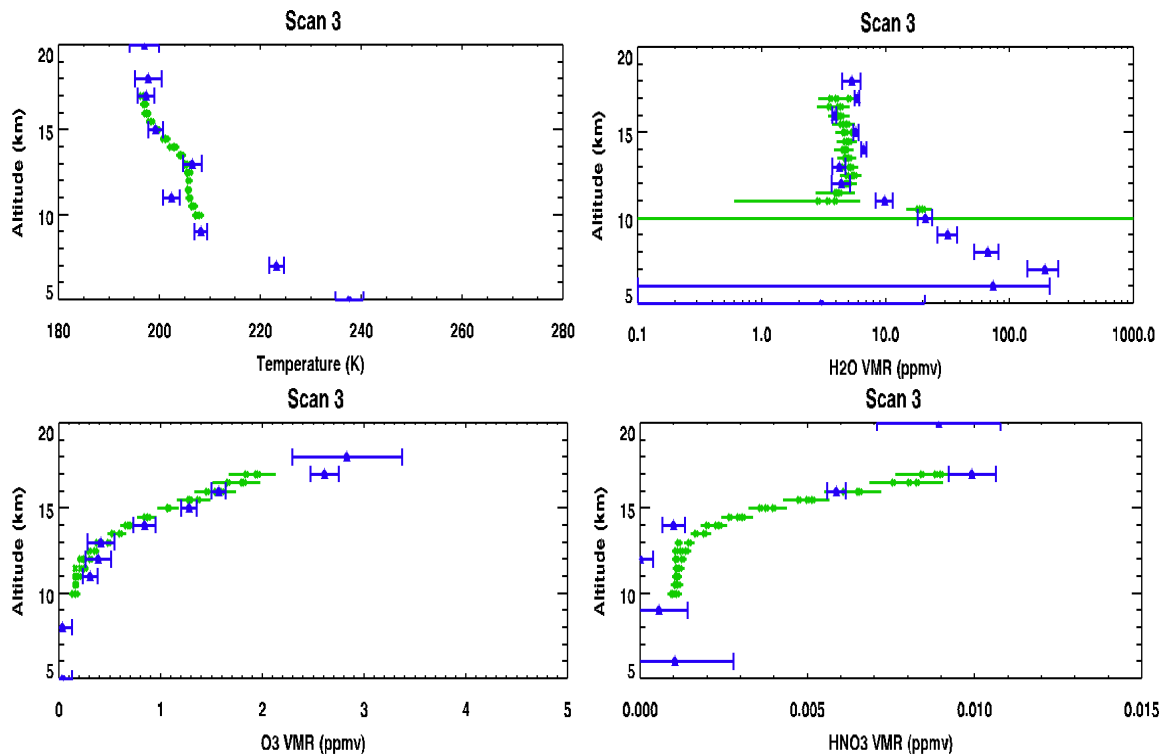 Scan 3
Scan 3
20
15
10
5
Altitude (km)
180 200 220 240 260 280
Temperature (K)
20
15
10
5
Altitude (km)
0.1 1.0 10.0 100.0 1000.0
H2O VMR (ppmv)
Scan 3
Scan 3
20
15
10
5
Altitude (km)
0 1 2 3 4 5
O3 VMR (ppmv)
20
15
10
5
Altitude (km)
0.000 0.005 0.010 0.015
HNO3 VMR (ppmv)